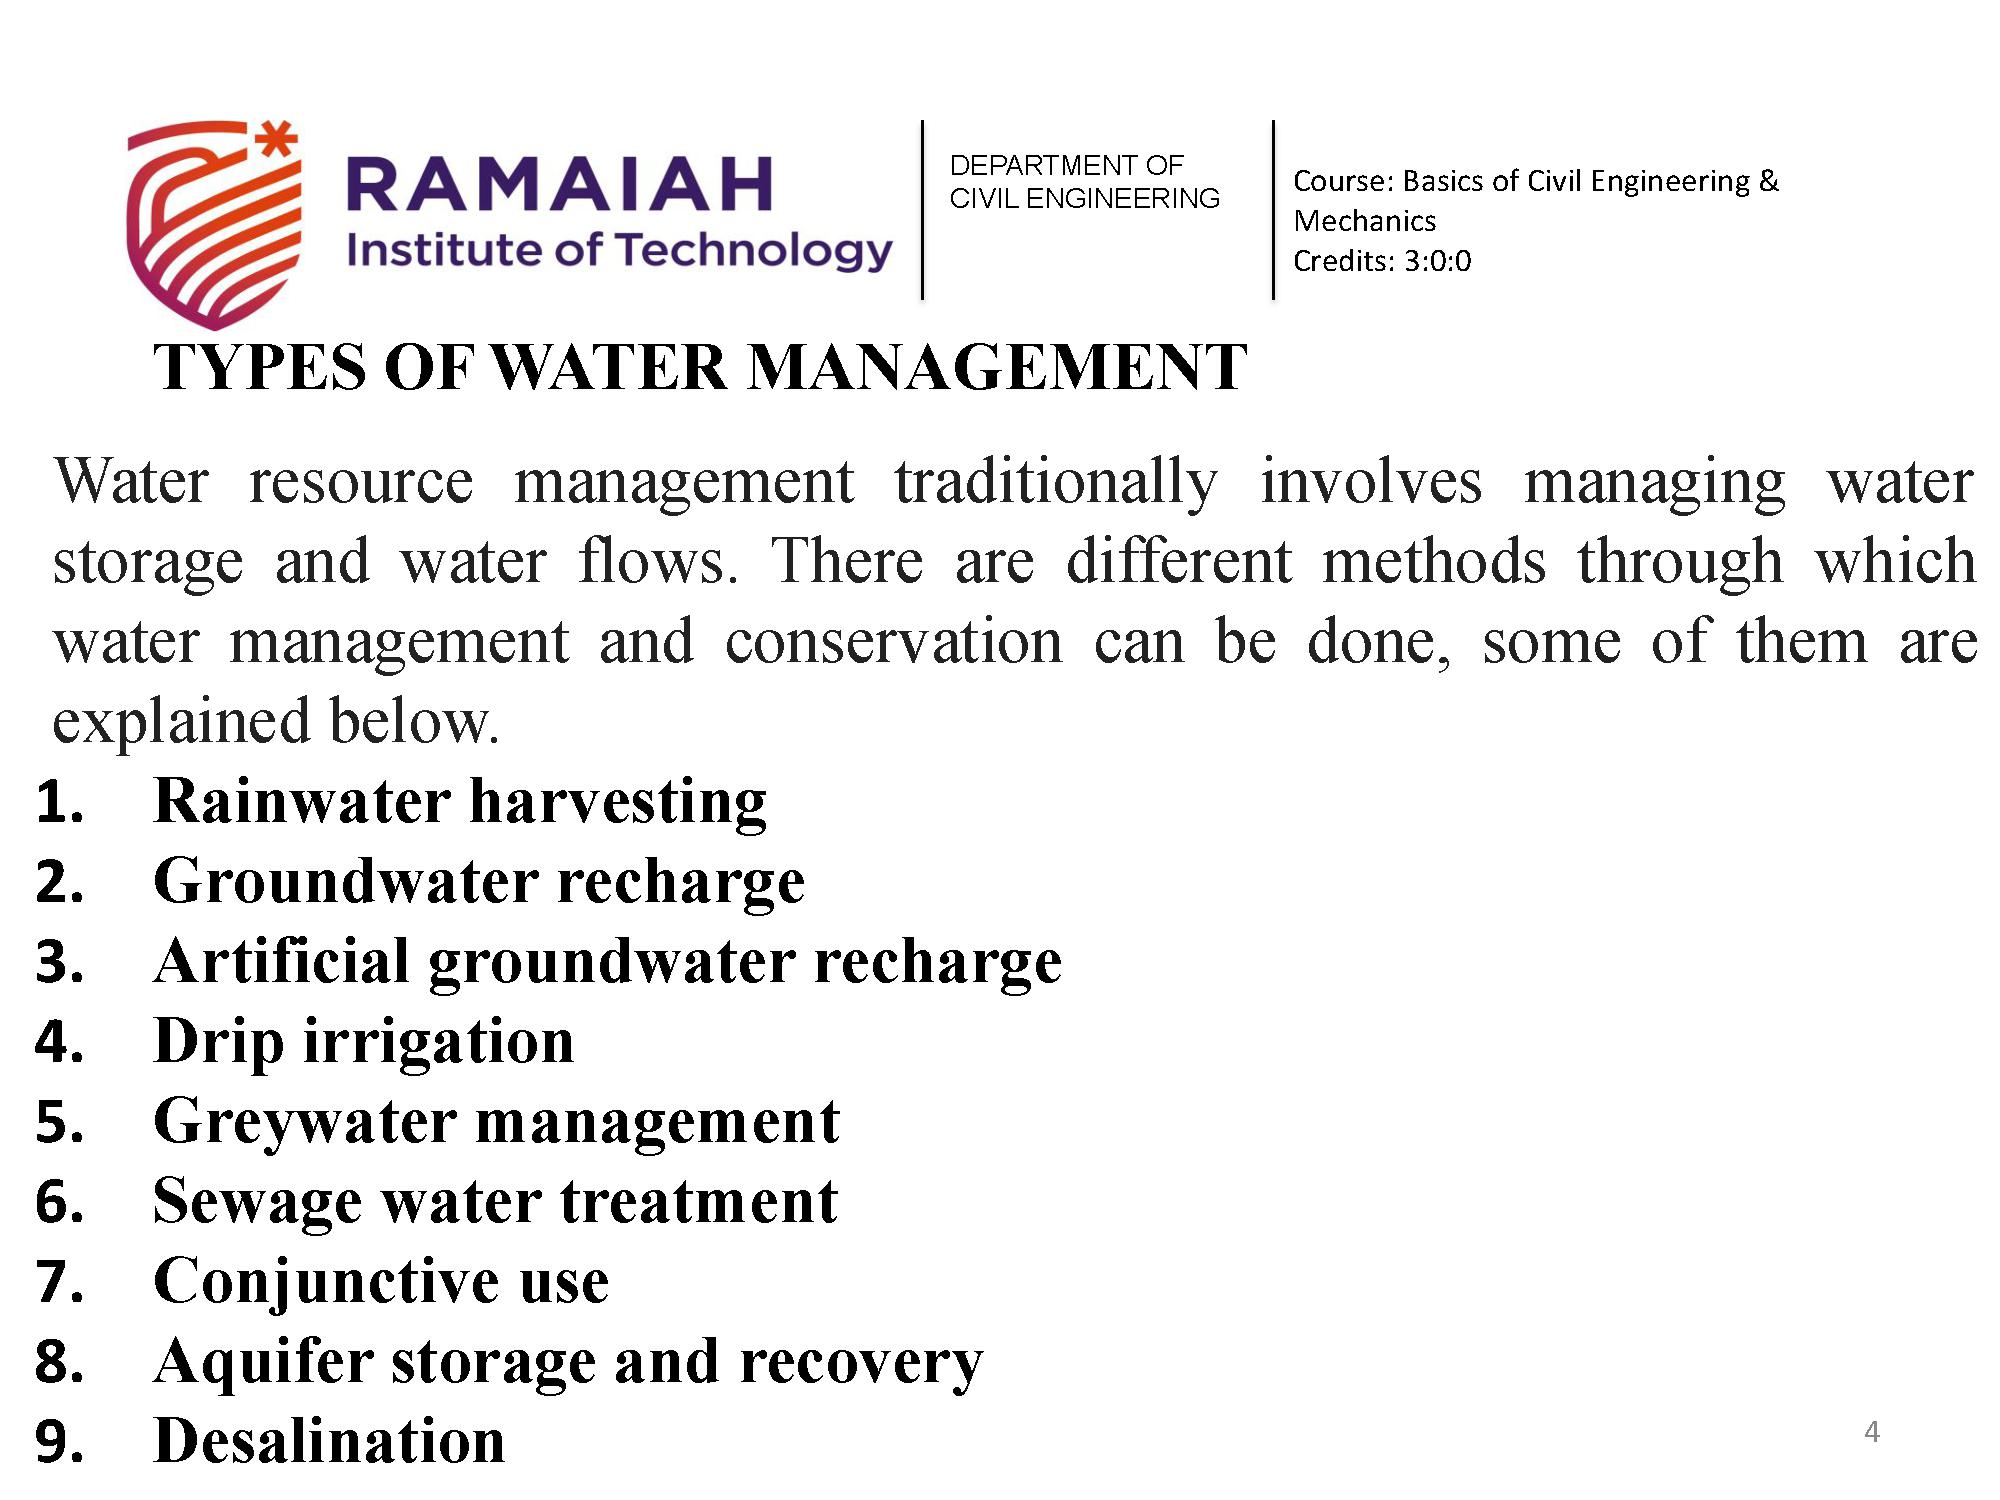 RAMAIAH
Institute of Technology
DEPARTMENT OF
CIVIL ENGINEERING
Course: Basics of Civil Engineering &
Mechanics
Credits: 3:0:0
TYPES OF WATER MANAGEMENT
Water resource management traditionally involves managing water
storage and water flows. There are different methods through which
water management and conservation can be done, some of them are
explained below.
1. Rainwater harvesting
2. Groundwater recharge
3. Artificial groundwater recharge
4. Drip irrigation
5. Greywater management
6. Sewage water treatment
7. Conjunctive use
8. Aquifer storage and recovery
9. Desalination
4